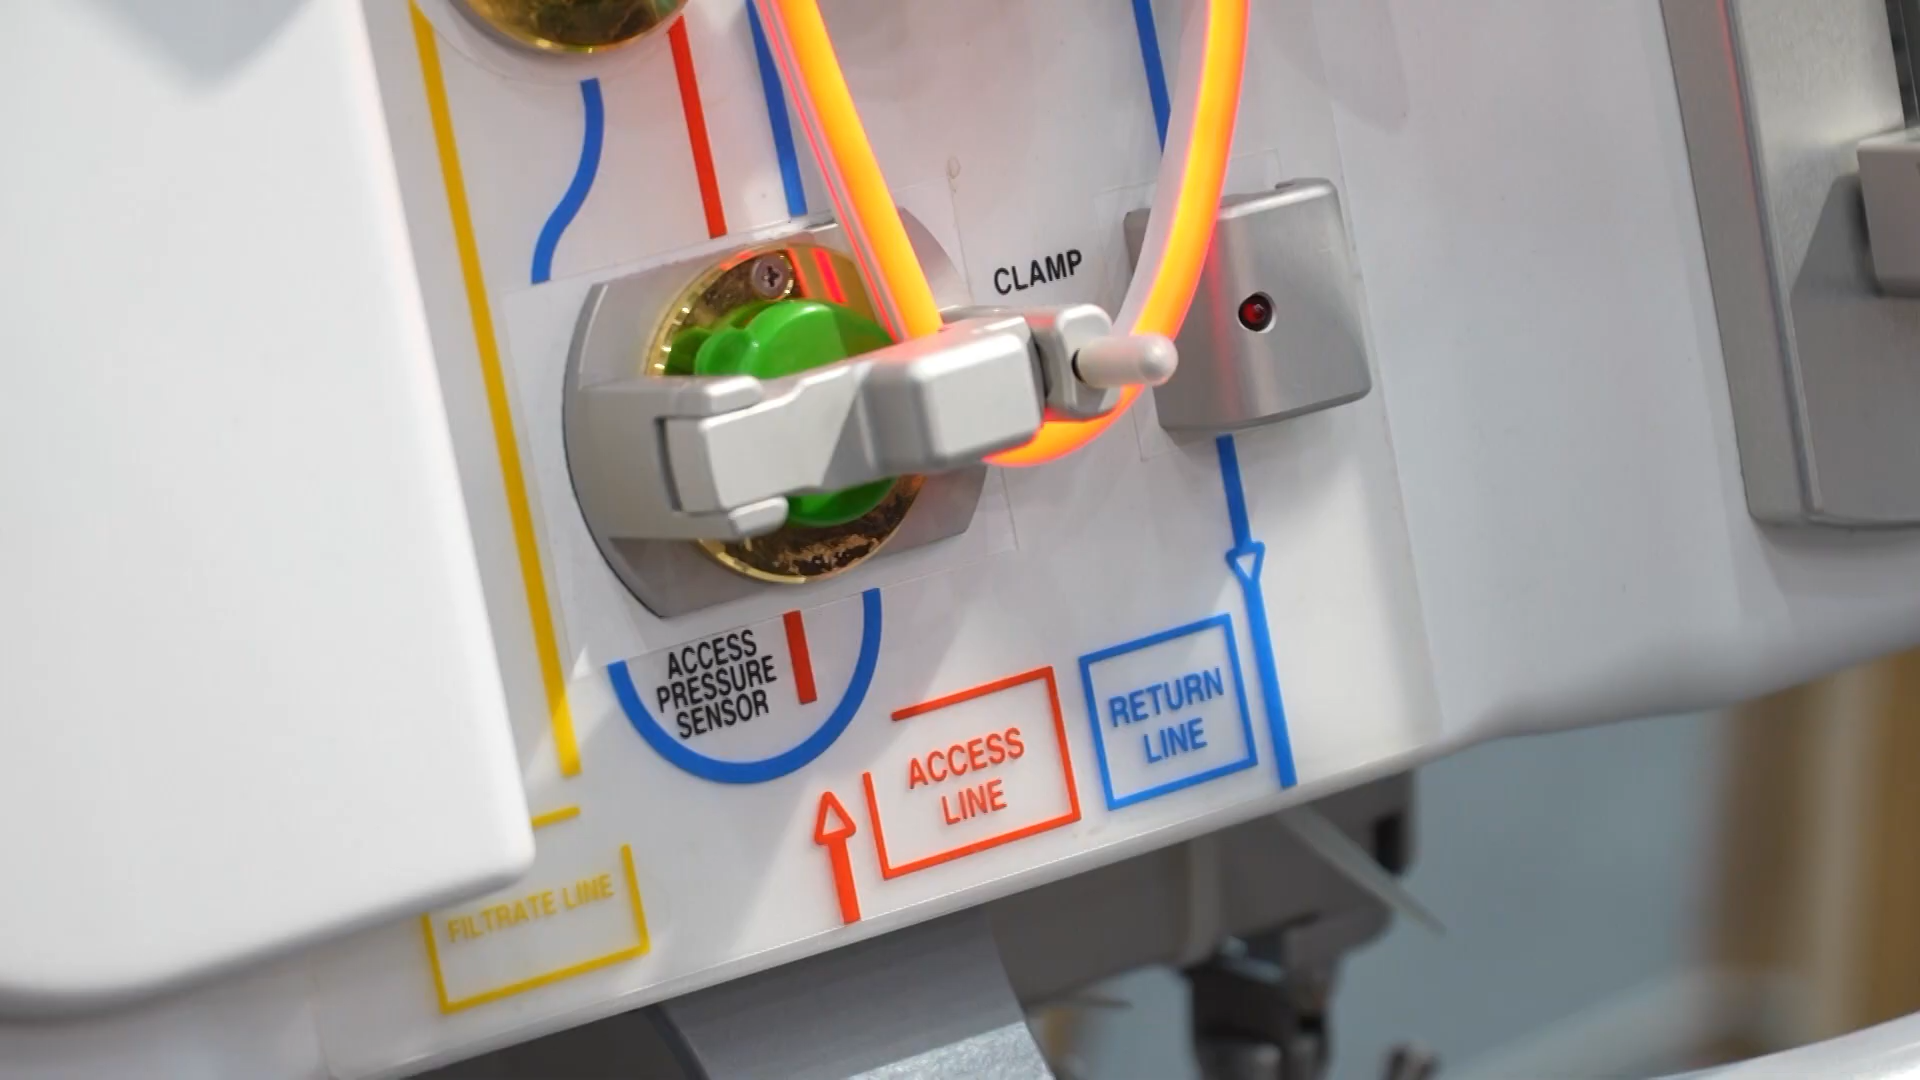 CLAMP
ACCESS
PRESSURE
SENSOR
ACCESS
LINE
RETURN
LINE
FILTRATE LINE